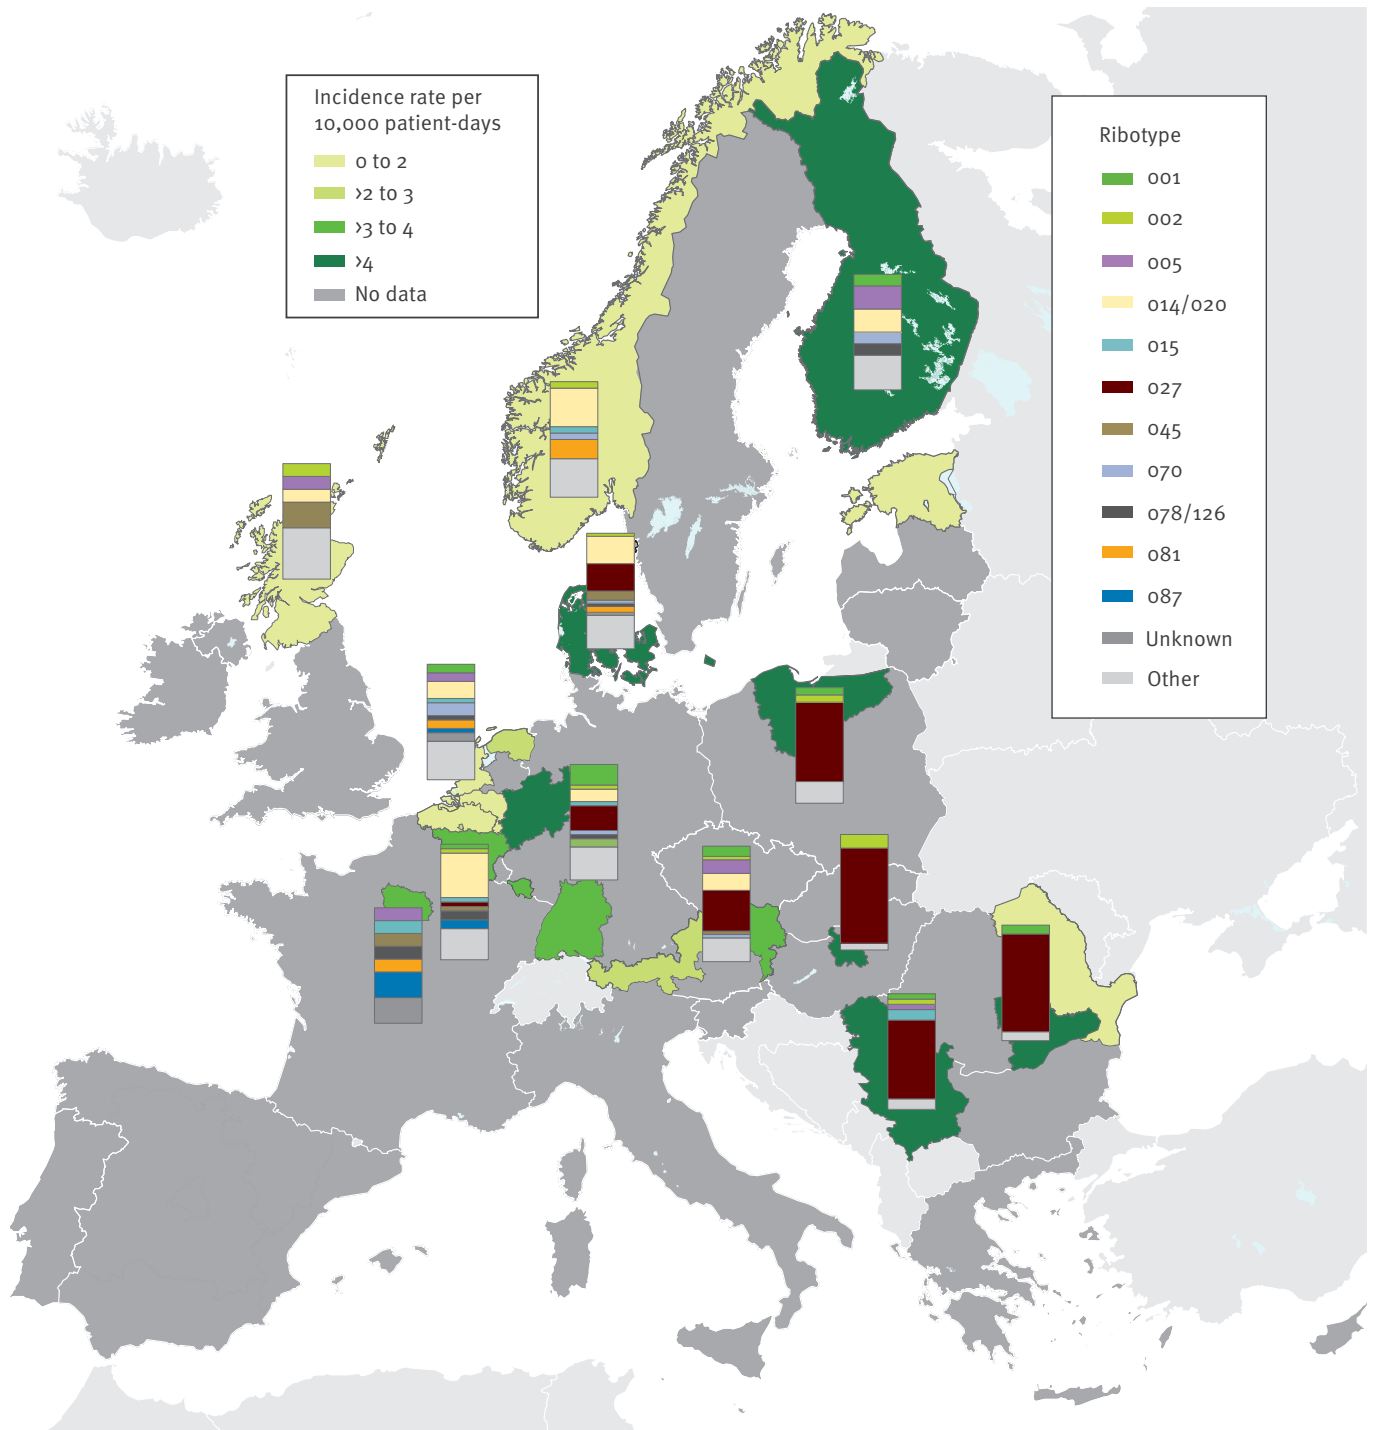 Incidence rate per
10,000 patient-days
0 to 2
>2 to 3
>3 to 4
>4
No data
Ribotype
001
002
005
014/020
015
027
045
070
078/126
081
087
Unknown
Other